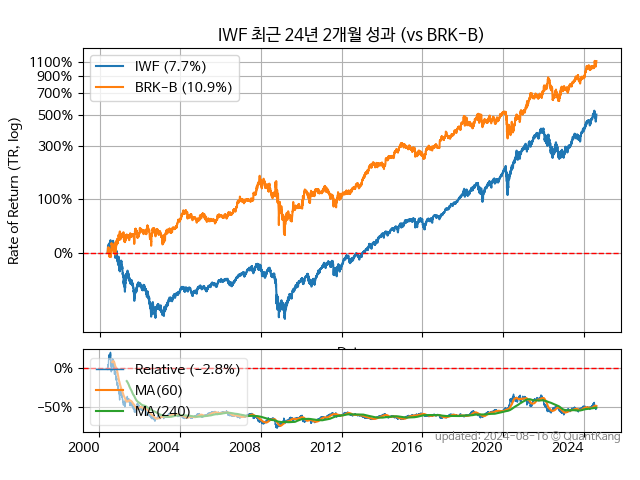 IWF 최근 24년 2개월 성과 (vs BRK-B)
Rate of Return (TR, log)
1100%
900%
700%
500%
300%
100%
0%
IWF (7.7%)
BRK-B (10.9%)
0%
−50%
Relative (-2.8%)
MA(60)
MA(240)
2000 2004 2008 2012 2016 2020 2024
updated: 2024-08-16 © QuantKang